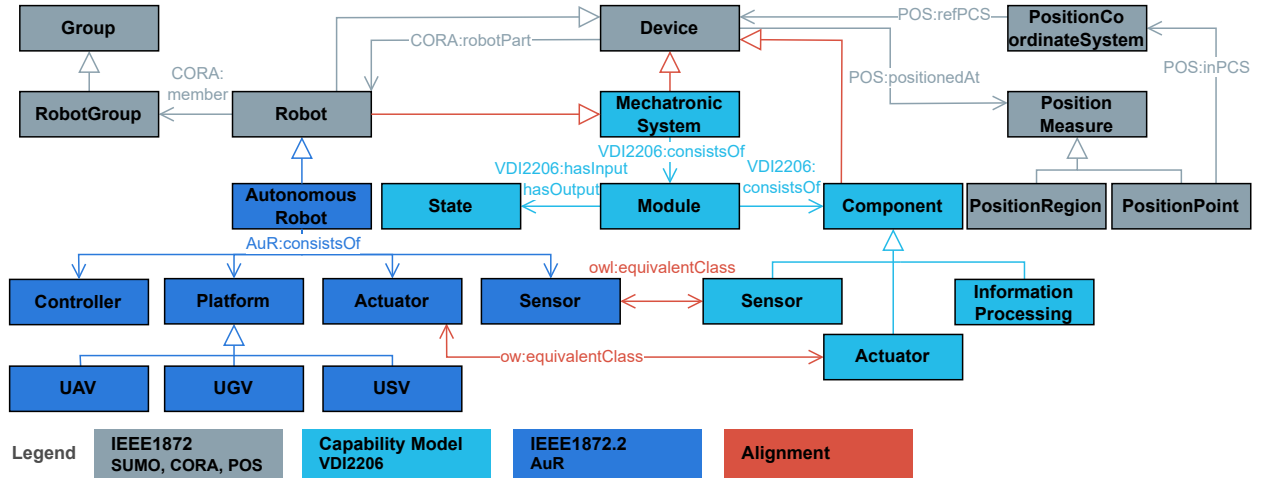 Group
Device
POS:refPCS
PositionCo
ordinateSystem
CORA:robotPart
CORA:
member
POS:positionedAt
POS:inPCS
RobotGroup
Robot
Mechatronic
System
Position
Measure
VDI2206:consistsOf
VDI2206:hasInput
hasOutput
VDI2206:
consistsOf
Autonomous
Robot
State
Module
Component
PositionRegion
PositionPoint
AuR:consistsOf
owl:equivalentClass
Controller
Platform
Actuator
Sensor
Sensor
Information
Processing
ow:equivalentClass
Actuator
UAV
UGV
USV
Legend
IEEE1872
SUMO, CORA, POS
Capability Model
VDI2206
IEEE1872.2
AuR
Alignment